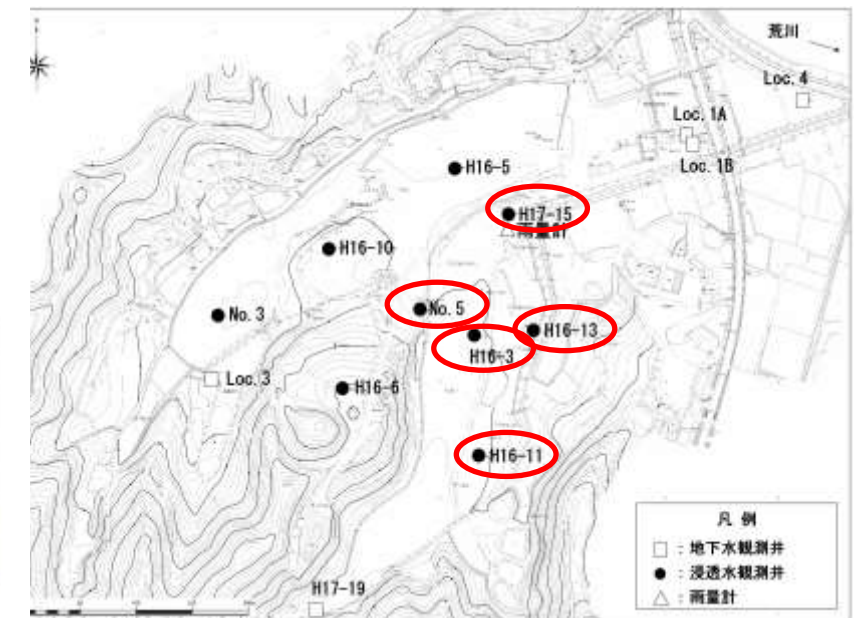 荒川
Loc. 4
Loc. 1A
Loc. 1B
H16-5
H17-15
雨量計
H16-10
No. 5
No. 3
H16-13
H16-3
Loc. 3
H16-6
H16-11
H17-19
凡 例
□ : 地下水観測井
● : 浸透水観測井
△ : 雨量計